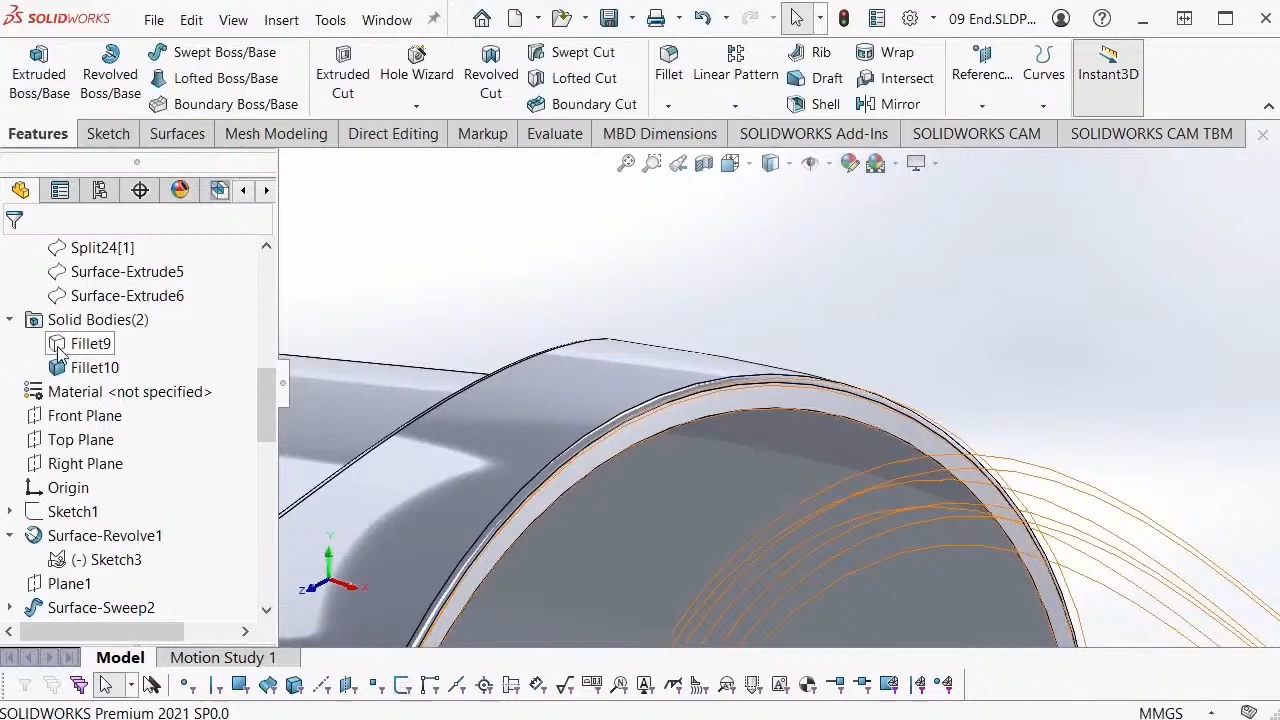 SOLIDWORKS File Edit View Insert Tools Window 09 End.SLDP...
Extruded Boss/Base
Revolved Boss/Base
Swept Boss/Base
Lofted Boss/Base
Boundary Boss/Base
Extruded Cut
Hole Wizard
Revolved Cut
Swept Cut
Lofted Cut
Boundary Cut
Fillet
Linear Pattern
Rib
Draft
Shell
Wrap
Intersect
Mirror
Referenc...
Curves
Instant3D
Features Sketch Surfaces Mesh Modeling Direct Editing Markup Evaluate MBD Dimensions SOLIDWORKS Add-Ins SOLIDWORKS CAM SOLIDWORKS CAM TBM
Split24[1]
Surface-Extrude5
Surface-Extrude6
Solid Bodies(2)
Fillet9
Fillet10
Material <not specified>
Front Plane
Top Plane
Right Plane
Origin
Sketch1
Surface-Revolve1
(-) Sketch3
Plane1
Surface-Sweep2
Y
X
Z
Model Motion Study 1
SOLIDWORKS Premium 2021 SP0.0 MMGS